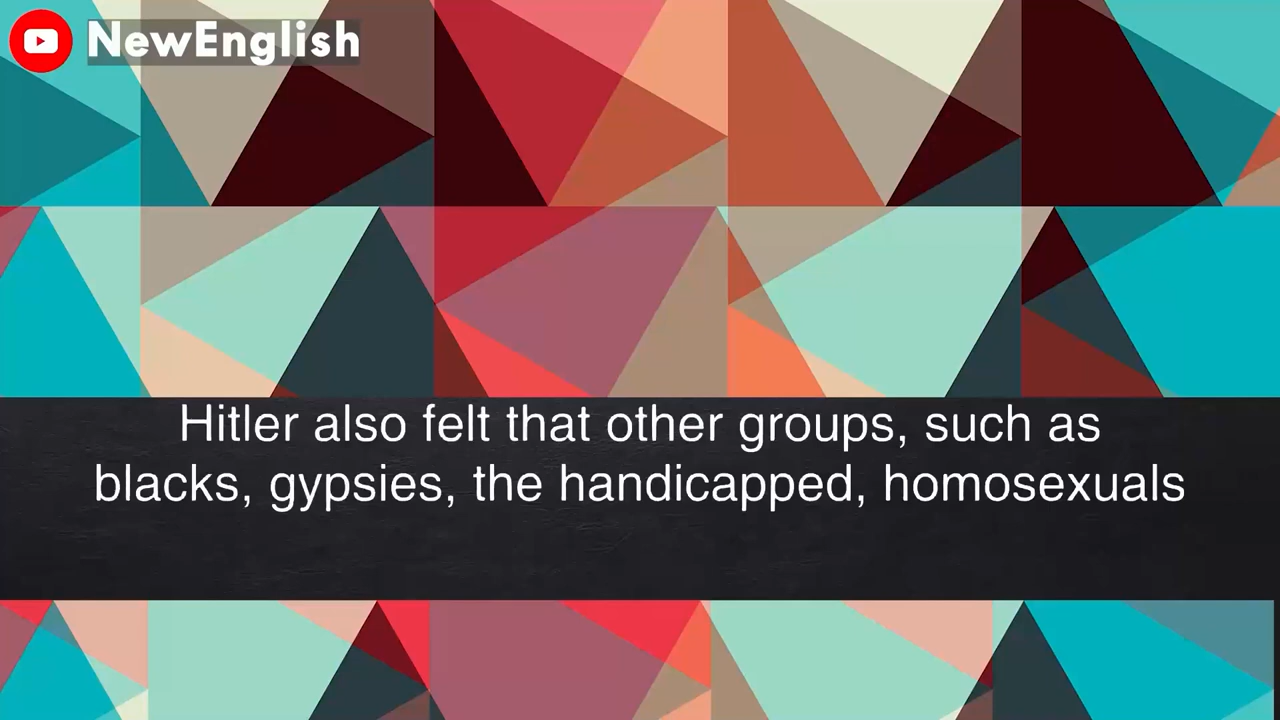 NewEnglish
Hitler also felt that other groups, such as
blacks, gypsies, the handicapped, homosexuals